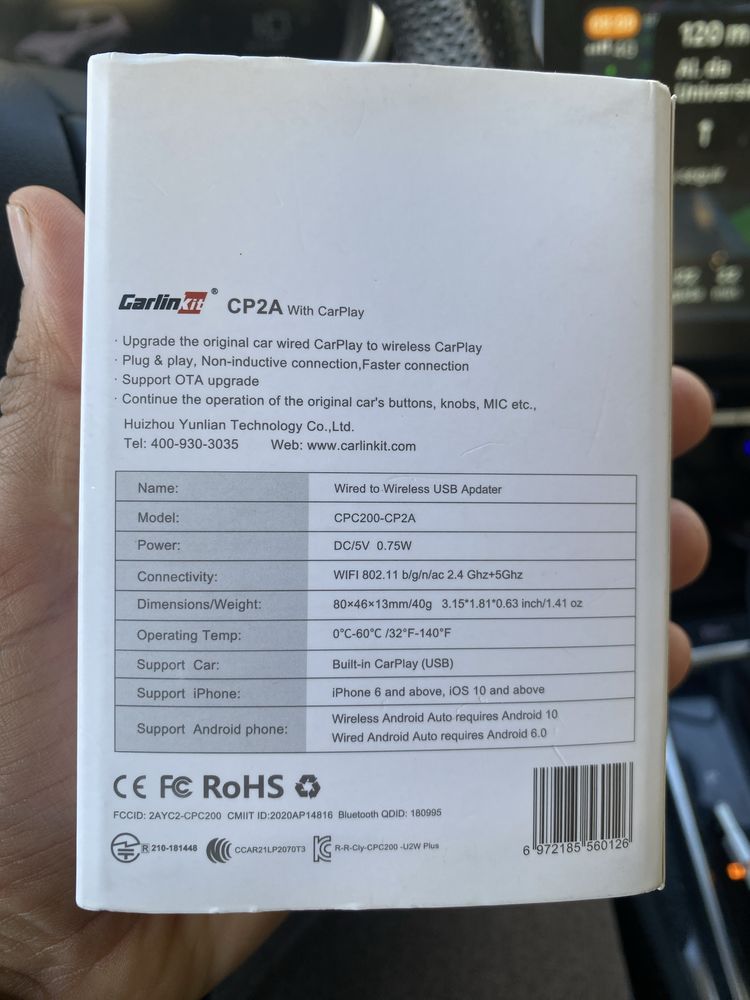 120 m
Al. da
Univers
Carlinkit® CP2A With CarPlay
· Upgrade the original car wired CarPlay to wireless CarPlay
· Plug & play, Non-inductive connection,Faster connection
· Support OTA upgrade
· Continue the operation of the original car's buttons, knobs, MIC etc.,
Huizhou Yunlian Technology Co.,Ltd.
Tel: 400-930-3035 Web: www.carlinkit.com
Name: Wired to Wireless USB Apdater
Model: CPC200-CP2A
Power: DC/5V 0.75W
Connectivity: WIFI 802.11 b/g/n/ac 2.4 Ghz+5Ghz
Dimensions/Weight: 80×46×13mm/40g 3.15*1.81*0.63 inch/1.41 oz
Operating Temp: 0℃-60℃ /32°F-140°F
Support Car: Built-in CarPlay (USB)
Support iPhone: iPhone 6 and above, iOS 10 and above
Support Android phone: Wireless Android Auto requires Android 10
Wired Android Auto requires Android 6.0
CE FC RoHS
FCCID: 2AYC2-CPC200 CMIIT ID:2020AP14816 Bluetooth QDID: 180995
R 210-181448 CCAR21LP2070T3 R-R-Cly-CPC200 -U2W Plus
6 972185 560126